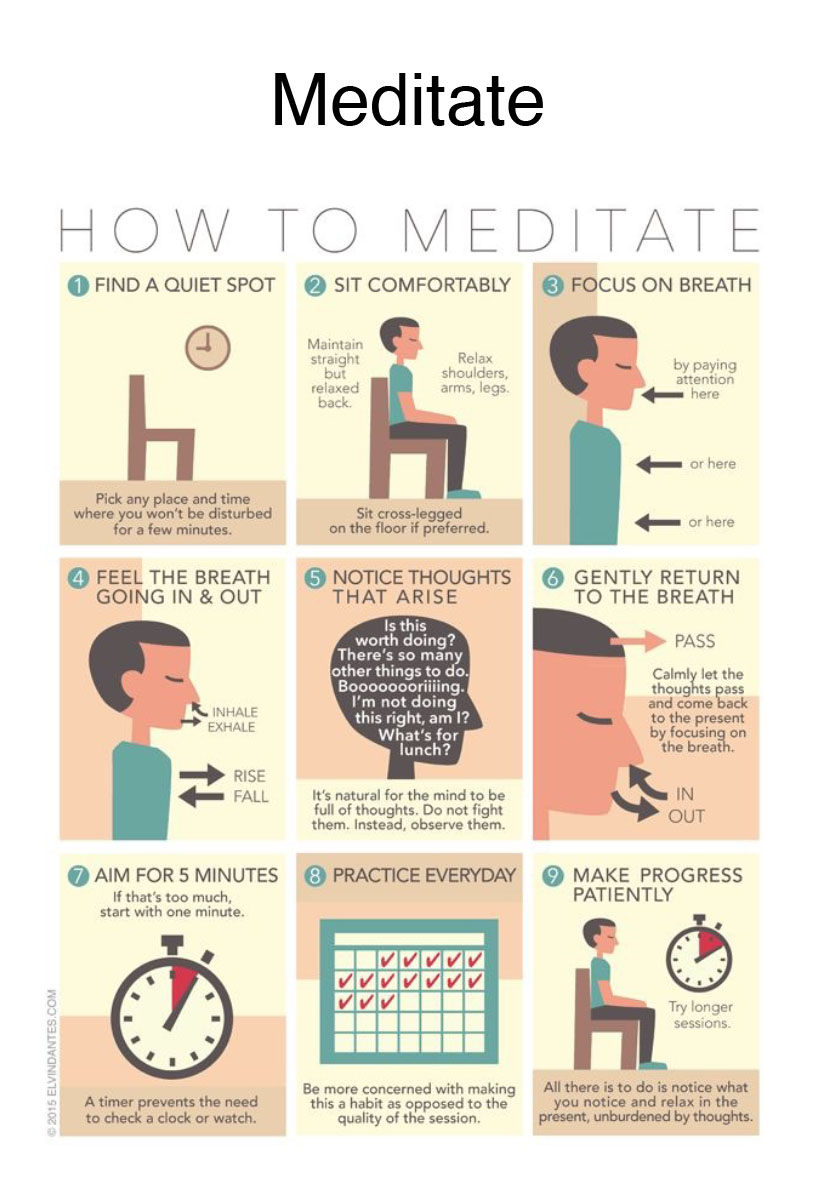 Meditate
HOW TO MEDITATE
1 FIND A QUIET SPOT
Pick any place and time
where you won't be disturbed
for a few minutes.
2 SIT COMFORTABLY
Maintain
straight
but
relaxed
back.
Relax
shoulders,
arms, legs.
Sit cross-legged
on the floor if preferred.
3 FOCUS ON BREATH
by paying
attention
here
or here
or here
4 FEEL THE BREATH
GOING IN & OUT
INHALE
EXHALE
RISE
FALL
5 NOTICE THOUGHTS
THAT ARISE
Is this
worth doing?
There's so many
other things to do.
Boooooooriiiing.
I'm not doing
this right, am I?
What's for
lunch?
It's natural for the mind to be
full of thoughts. Do not fight
them. Instead, observe them.
6 GENTLY RETURN
TO THE BREATH
PASS
Calmly let the
thoughts pass
and come back
to the present
by focusing on
the breath.
IN
OUT
7 AIM FOR 5 MINUTES
If that's too much,
start with one minute.
A timer prevents the need
to check a clock or watch.
8 PRACTICE EVERYDAY
Be more concerned with making
this a habit as opposed to the
quality of the session.
9 MAKE PROGRESS
PATIENTLY
Try longer
sessions.
All there is to do is notice what
you notice and relax in the
present, unburdened by thoughts.
© 2015 ELVINDANTES.COM